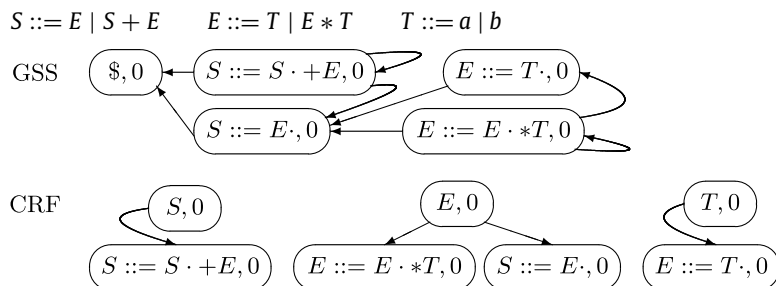 S ::= E | S + E E ::= T | E ∗ T T ::= a | b
GSS $, 0 S ::= S · +E, 0 E ::= T·, 0
S ::= E·, 0 E ::= E · ∗T, 0
CRF S, 0 E, 0 T, 0
S ::= S · +E, 0 E ::= E · ∗T, 0 S ::= E·, 0 E ::= T·, 0